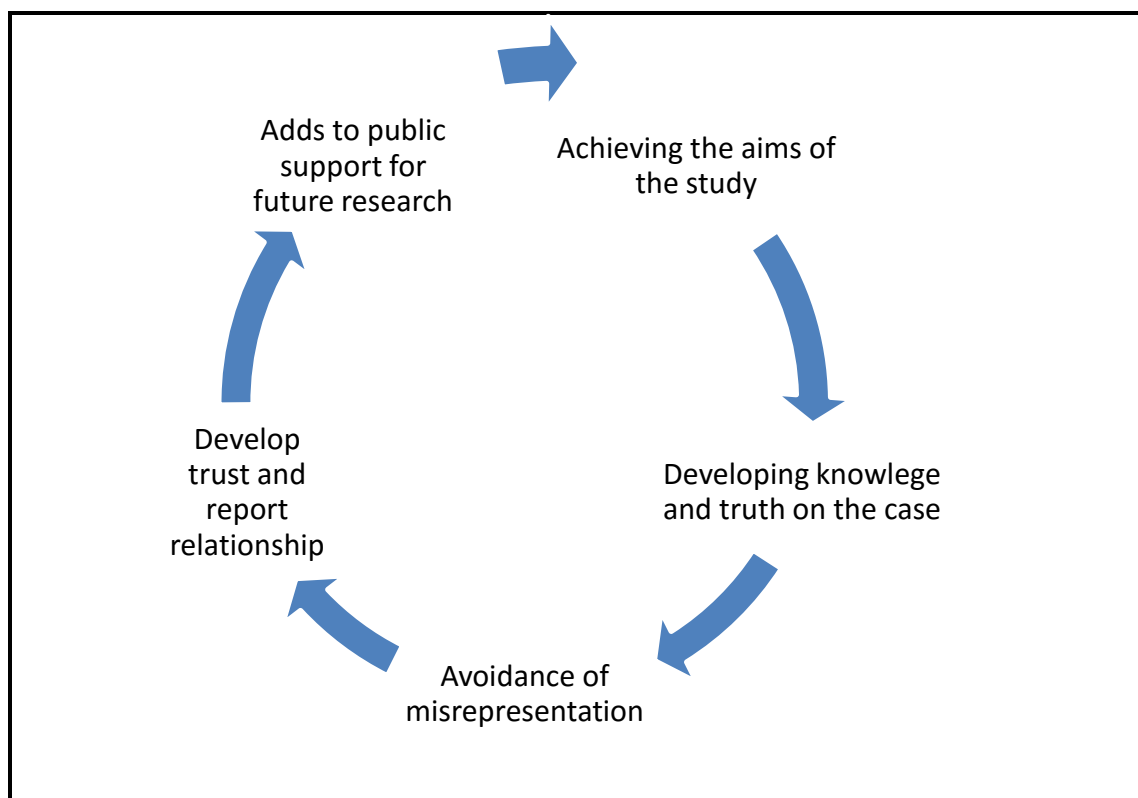 Adds to public
support for
future research
Achieving the aims of
the study
Developing knowlege
and truth on the case
Avoidance of
misrepresentation
Develop
trust and
report
relationship